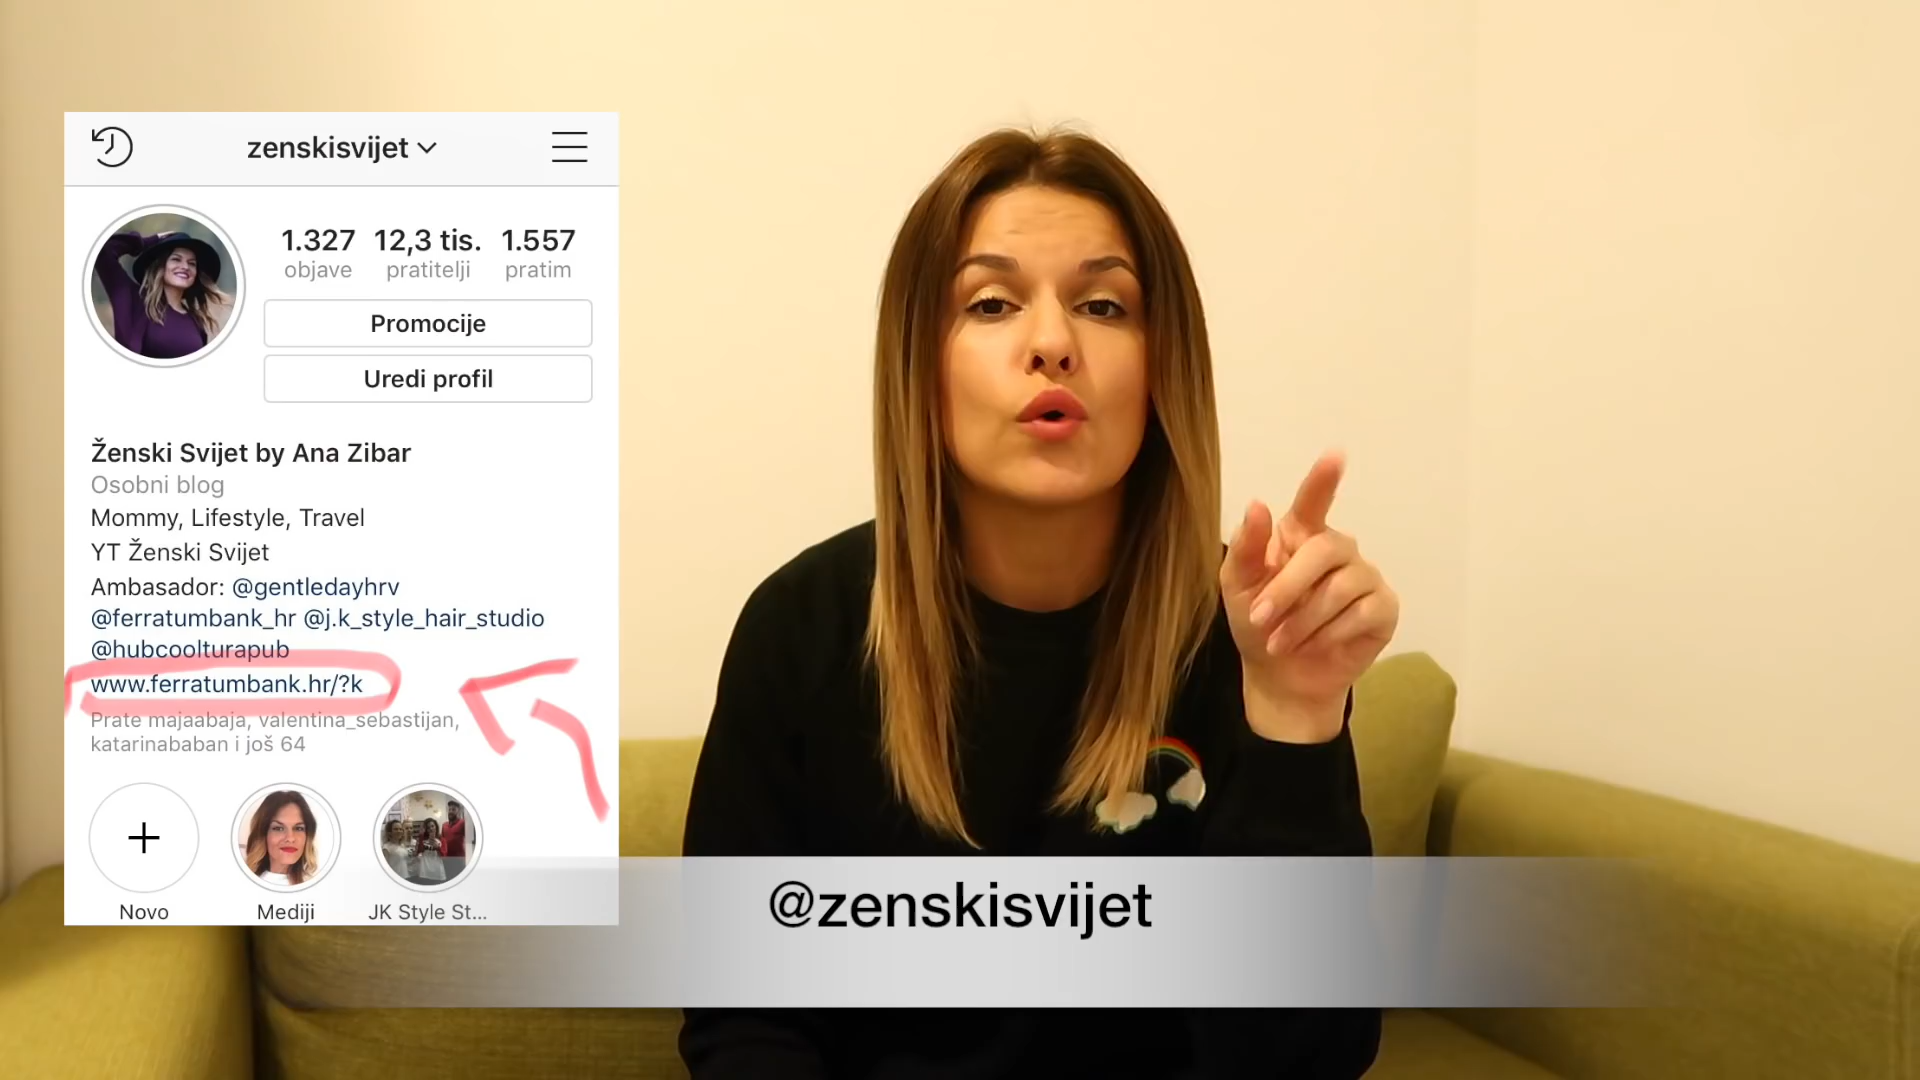 zenskisvijet
1.327 12,3 tis. 1.557
objave pratitelji pratim
Promocije
Uredi profil
Ženski Svijet by Ana Zibar
Osobni blog
Mommy, Lifestyle, Travel
YT Ženski Svijet
Ambasador: @gentledayhrv
@ferratumbank_hr @j.k_style_hair_studio
@hubcoolturapub
www.ferratumbank.hr/?k
Prate majaabaja, valentina_sebastijan,
katarinababan i još 64
Novo Mediji JK Style St...
@zenskisvijet